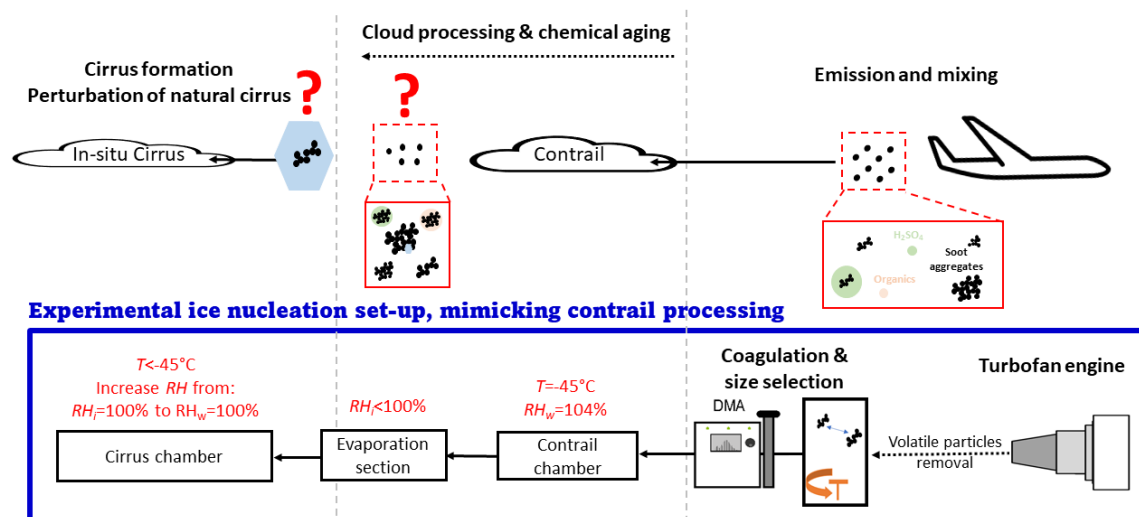 Cloud processing & chemical aging
Cirrus formation
Perturbation of natural cirrus
?
?
Emission and mixing
In-situ Cirrus
Contrail
H₂SO₄
Organics
Soot
aggregates
Experimental ice nucleation set-up, mimicking contrail processing
T<-45°C
Increase RH from:
RHᵢ=100% to RHw=100%
RHᵢ<100%
T=-45°C
RHw=104%
Coagulation &
size selection
Turbofan engine
DMA
Volatile particles
removal
Cirrus chamber
Evaporation
section
Contrail
chamber
T